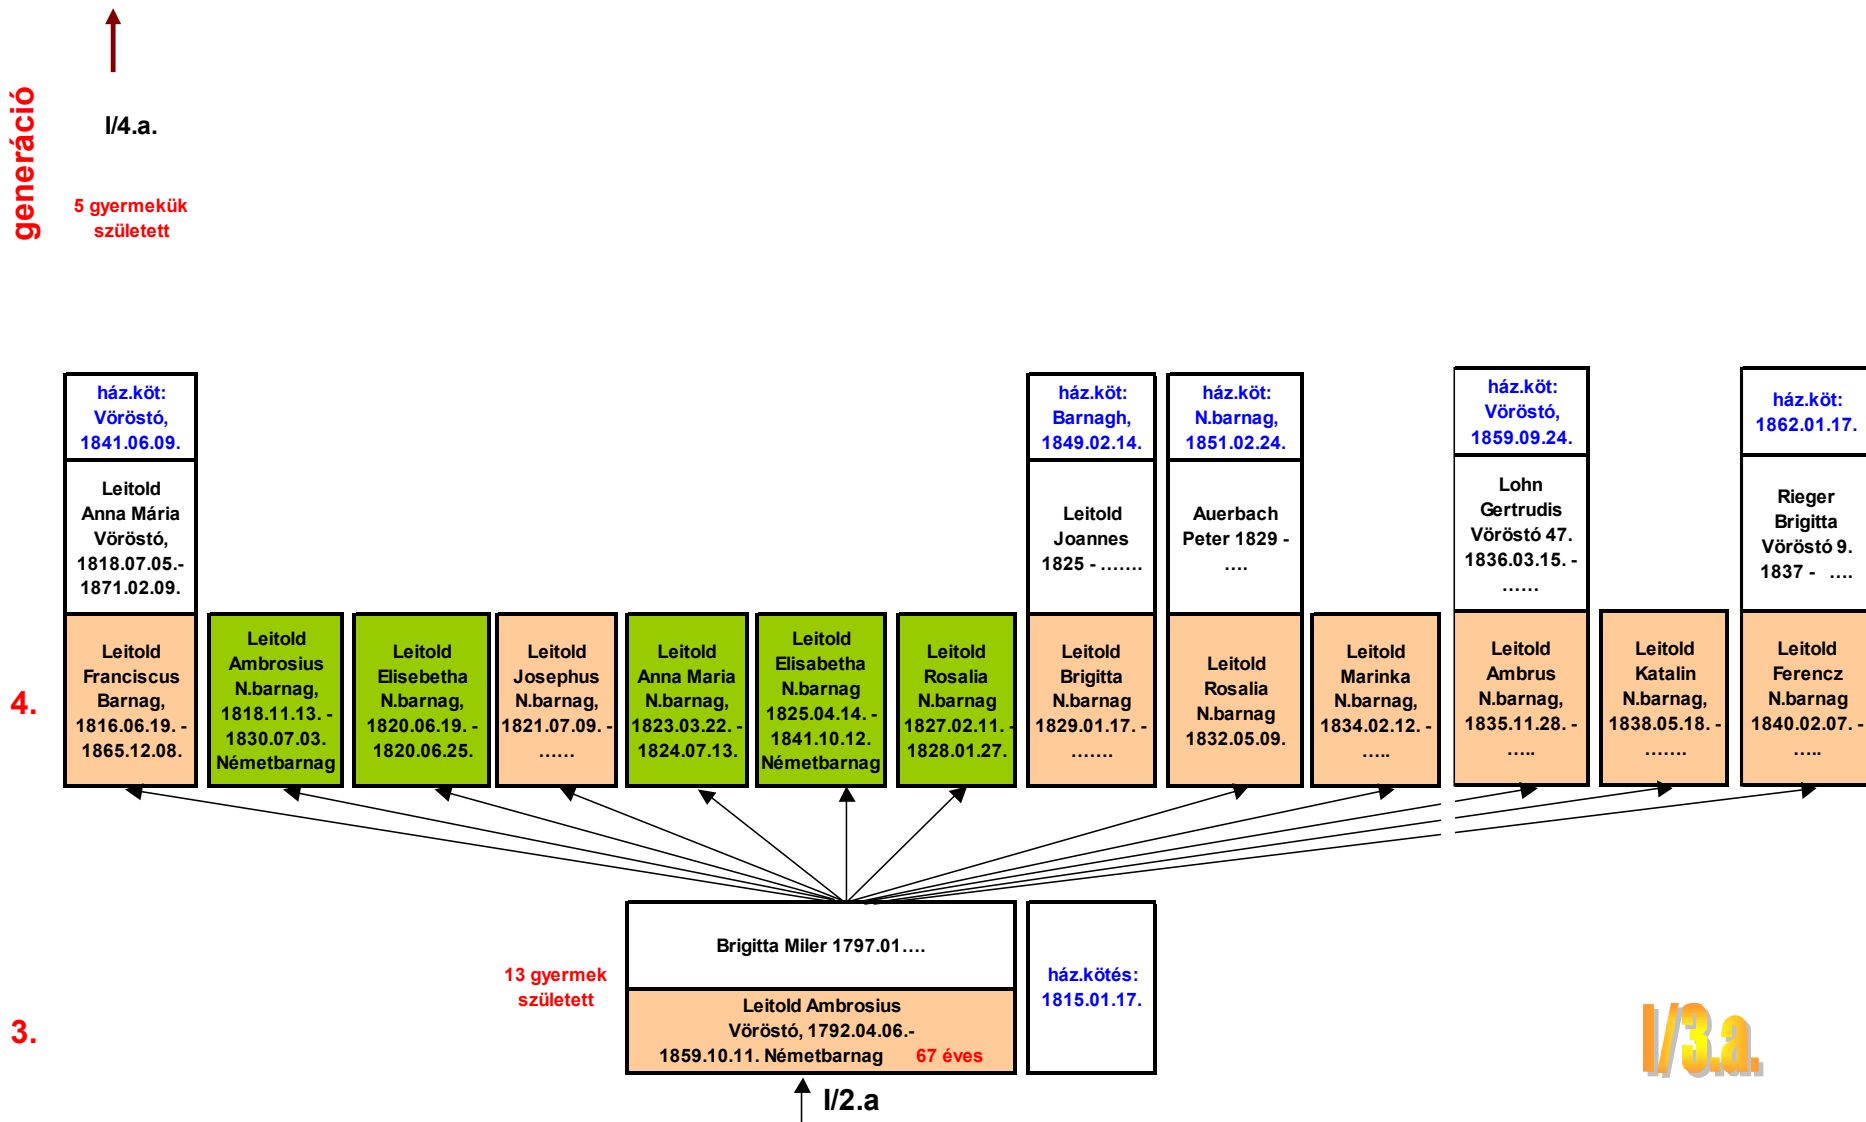 generáció
I/4.a.
5 gyermekük
született
ház.köt:
Vöröstó,
1841.06.09.
Leitold
Anna Mária
Vöröstó,
1818.07.05.-
1871.02.09.
ház.köt:
Barnagh,
1849.02.14.
Leitold
Joannes
1825 - …….
ház.köt:
N.barnag,
1851.02.24.
Auerbach
Peter 1829 -
….
ház.köt:
Vöröstó,
1859.09.24.
Lohn
Gertrudis
Vöröstó 47.
1836.03.15. -
……
ház.köt:
1862.01.17.
Rieger
Brigitta
Vöröstó 9.
1837 - ….
4.
Leitold
Franciscus
Barnag,
1816.06.19. -
1865.12.08.
Leitold
Ambrosius
N.barnag,
1818.11.13. -
1830.07.03.
Németbarnag
Leitold
Elisebetha
N.barnag,
1820.06.19. -
1820.06.25.
Leitold
Josephus
N.barnag,
1821.07.09. -
……
Leitold
Anna Maria
N.barnag,
1823.03.22. -
1824.07.13.
Leitold
Elisabetha
N.barnag
1825.04.14. -
1841.10.12.
Németbarnag
Leitold
Rosalia
N.barnag
1827.02.11. -
1828.01.27.
Leitold
Brigitta
N.barnag
1829.01.17. -
…….
Leitold
Rosalia
N.barnag
1832.05.09.
Leitold
Marinka
N.barnag,
1834.02.12. -
…..
Leitold
Ambrus
N.barnag,
1835.11.28. -
…..
Leitold
Katalin
N.barnag,
1838.05.18. -
…….
Leitold
Ferencz
N.barnag
1840.02.07. -
…..
13 gyermek
született
Brigitta Miler 1797.01….
ház.kötés:
1815.01.17.
3.
Leitold Ambrosius
Vöröstó, 1792.04.06.-
1859.10.11. Németbarnag 67 éves
I/3.a.
I/2.a